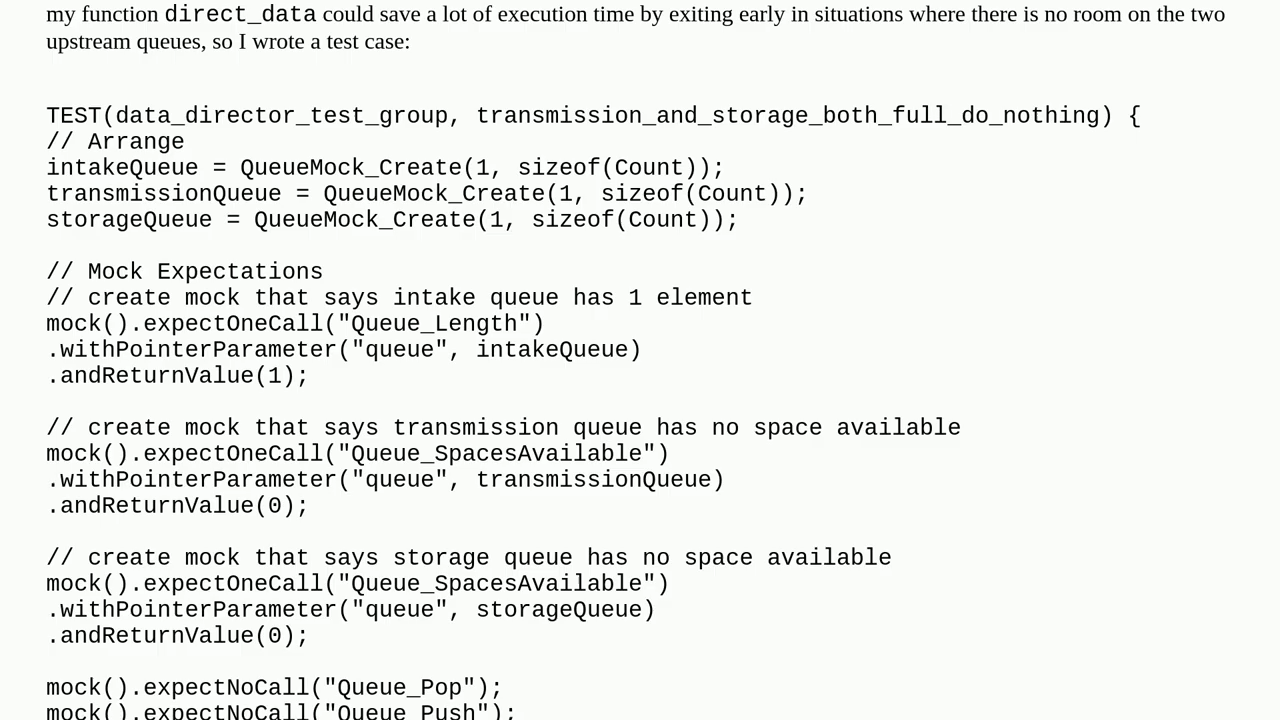 my function direct_data could save a lot of execution time by exiting early in situations where there is no room on the two
upstream queues, so I wrote a test case:
TEST(data_director_test_group, transmission_and_storage_both_full_do_nothing) {
// Arrange
intakeQueue = QueueMock_Create(1, sizeof(Count));
transmissionQueue = QueueMock_Create(1, sizeof(Count));
storageQueue = QueueMock_Create(1, sizeof(Count));
// Mock Expectations
// create mock that says intake queue has 1 element
mock().expectOneCall("Queue_Length")
.withPointerParameter("queue", intakeQueue)
.andReturnValue(1);
// create mock that says transmission queue has no space available
mock().expectOneCall("Queue_SpacesAvailable")
.withPointerParameter("queue", transmissionQueue)
.andReturnValue(0);
// create mock that says storage queue has no space available
mock().expectOneCall("Queue_SpacesAvailable")
.withPointerParameter("queue", storageQueue)
.andReturnValue(0);
mock().expectNoCall("Queue_Pop");
mock().expectNoCall("Queue_Push");